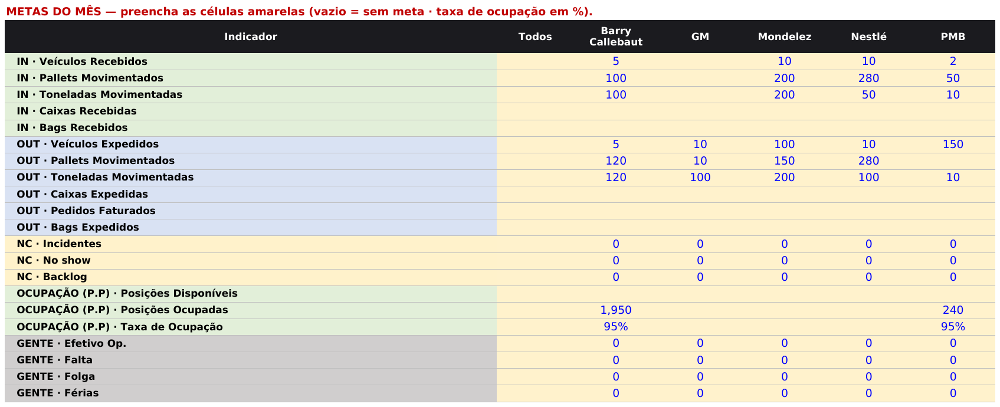 METAS DO MÊS — preencha as células amarelas (vazio = sem meta · taxa de ocupação em %).
Indicador Todos Barry Callebaut GM Mondelez Nestlé PMB
IN · Veículos Recebidos 5 10 10 2
IN · Pallets Movimentados 100 200 280 50
IN · Toneladas Movimentadas 100 200 50 10
IN · Caixas Recebidas
IN · Bags Recebidos
OUT · Veículos Expedidos 5 10 100 10 150
OUT · Pallets Movimentados 120 10 150 280
OUT · Toneladas Movimentadas 120 100 200 100 10
OUT · Caixas Expedidas
OUT · Pedidos Faturados
OUT · Bags Expedidos
NC · Incidentes 0 0 0 0 0
NC · No show 0 0 0 0 0
NC · Backlog 0 0 0 0 0
OCUPAÇÃO (P.P) · Posições Disponíveis
OCUPAÇÃO (P.P) · Posições Ocupadas 1,950 240
OCUPAÇÃO (P.P) · Taxa de Ocupação 95% 95%
GENTE · Efetivo Op. 0 0 0 0 0
GENTE · Falta 0 0 0 0 0
GENTE · Folga 0 0 0 0 0
GENTE · Férias 0 0 0 0 0